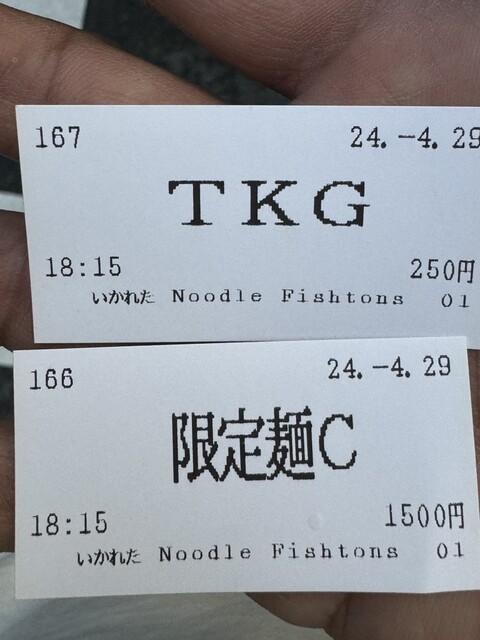 167 24.-4.29
TKG
18:15 250円
いかれた Noodle Fishtons 01
166 24.-4.29
限定麺C
18:15 1500円
いかれた Noodle Fishtons 01